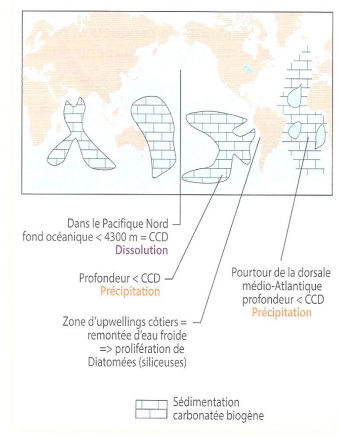 Dans le Pacifique Nord
fond océanique < 4300 m = CCD
Dissolution
Profondeur < CCD
Précipitation
Zone d'upwellings côtiers =
remontée d'eau froide
=> prolifération de
Diatomées (siliceuses)
Pourtour de la dorsale
médio-Atlantique
profondeur < CCD
Précipitation
Sédimentation
carbonatée biogène